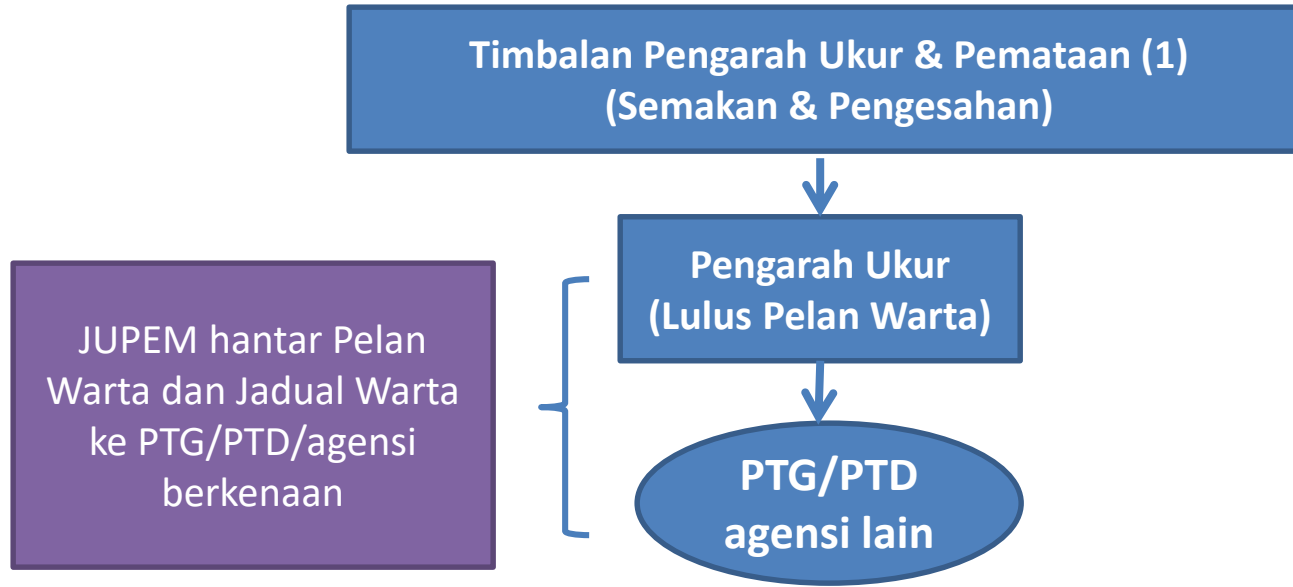 Timbalan Pengarah Ukur & Pemataan (1)
(Semakan & Pengesahan)
Pengarah Ukur
(Lulus Pelan Warta)
JUPEM hantar Pelan
Warta dan Jadual Warta
ke PTG/PTD/agensi
berkenaan
PTG/PTD
agensi lain